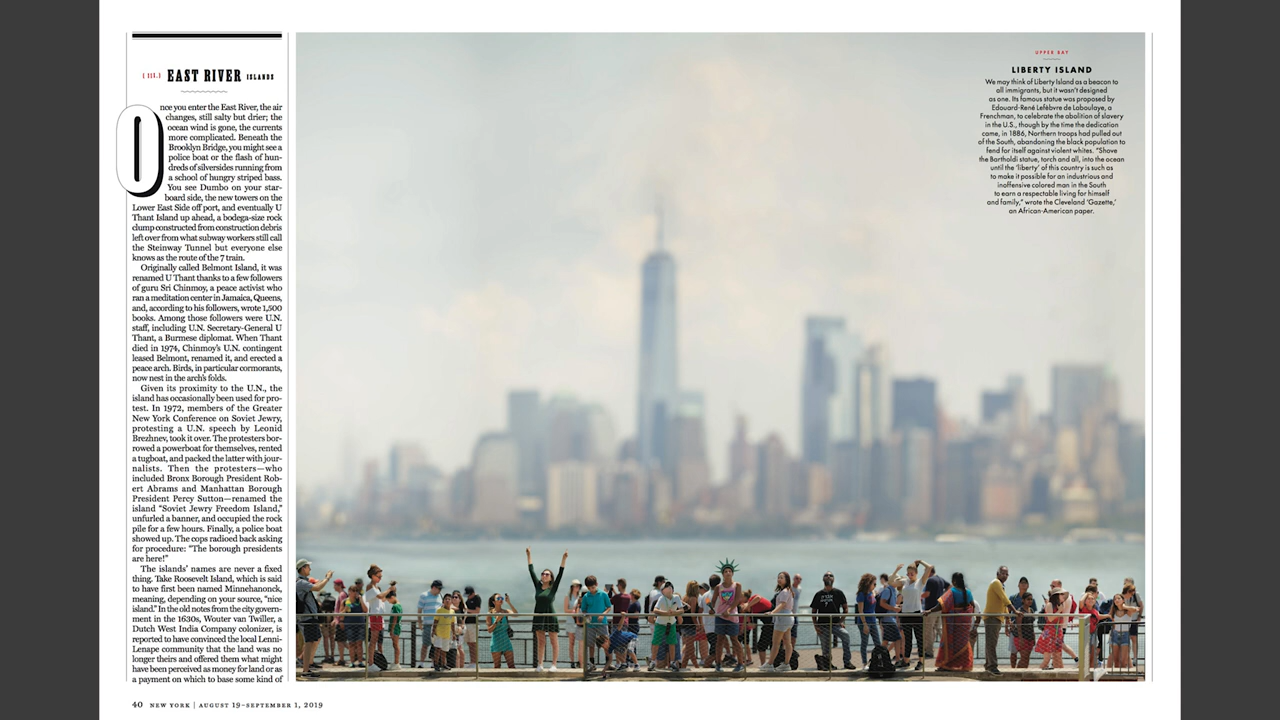 ( III.) EAST RIVER ISLANDS
Once you enter the East River, the air
changes, still salty but drier; the
ocean wind is gone, the currents
more complicated. Beneath the
Brooklyn Bridge, you might see a
police boat or the flash of hun-
dreds of silversides running from
a school of hungry striped bass.
You see Dumbo on your star-
board side, the new towers on the
Lower East Side off port, and eventually U
Thant Island up ahead, a bodega-size rock
clump constructed from construction debris
left over from what subway workers still call
the Steinway Tunnel but everyone else
knows as the route of the 7 train.
Originally called Belmont Island, it was
renamed U Thant thanks to a few followers
of guru Sri Chinmoy, a peace activist who
ran a meditation center in Jamaica, Queens,
and, according to his followers, wrote 1,500
books. Among those followers were U.N.
staff, including U.N. Secretary-General U
Thant, a Burmese diplomat. When Thant
died in 1974, Chinmoy's U.N. contingent
leased Belmont, renamed it, and erected a
peace arch. Birds, in particular cormorants,
now nest in the arch's folds.
Given its proximity to the U.N., the
island has occasionally been used for pro-
test. In 1972, members of the Greater
New York Conference on Soviet Jewry,
protesting a U.N. speech by Leonid
Brezhnev, took it over. The protesters bor-
rowed a powerboat for themselves, rented
a tugboat, and packed the latter with jour-
nalists. Then the protesters—who
included Bronx Borough President Rob-
ert Abrams and Manhattan Borough
President Percy Sutton—renamed the
island “Soviet Jewry Freedom Island,”
unfurled a banner, and occupied the rock
pile for a few hours. Finally, a police boat
showed up. The cops radioed back asking
for procedure: “The borough presidents
are here!”
The islands' names are never a fixed
thing. Take Roosevelt Island, which is said
to have first been named Minnehanonck,
meaning, depending on your source, “nice
island.” In the old notes from the city govern-
ment in the 1630s, Wouter van Twiller, a
Dutch West India Company colonizer, is
reported to have convinced the local Lenni-
Lenape community that the land was no
longer theirs and offered them what might
have been perceived as money for land or as
a payment on which to base some kind of
UPPER BAY
LIBERTY ISLAND
We may think of Liberty Island as a beacon to
all immigrants, but it wasn't designed
as one. Its famous statue was proposed by
Edouard-René Lefèbvre de Laboulaye, a
Frenchman, to celebrate the abolition of slavery
in the U.S., though by the time the dedication
came, in 1886, Northern troops had pulled out
of the South, abandoning the black population to
fend for itself against violent whites. “Shove
the Bartholdi statue, torch and all, into the ocean
until the ‘liberty’ of this country is such as
to make it possible for an industrious and
inoffensive colored man in the South
to earn a respectable living for himself
and family,” wrote the Cleveland ‘Gazette,’
an African-American paper.
40 NEW YORK | AUGUST 19–SEPTEMBER 1, 2019